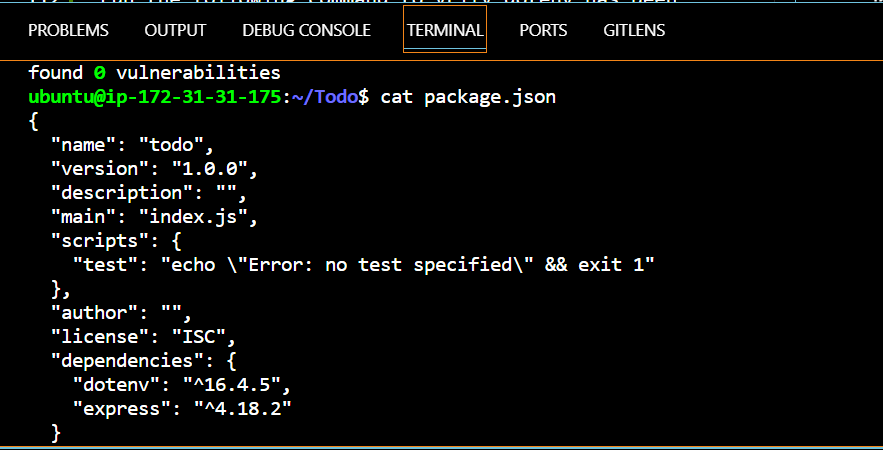 PROBLEMS OUTPUT DEBUG CONSOLE TERMINAL PORTS GITLENS
found 0 vulnerabilities
ubuntu@ip-172-31-31-175:~/Todo$ cat package.json
{
  "name": "todo",
  "version": "1.0.0",
  "description": "",
  "main": "index.js",
  "scripts": {
    "test": "echo \"Error: no test specified\" && exit 1"
  },
  "author": "",
  "license": "ISC",
  "dependencies": {
    "dotenv": "^16.4.5",
    "express": "^4.18.2"
  }